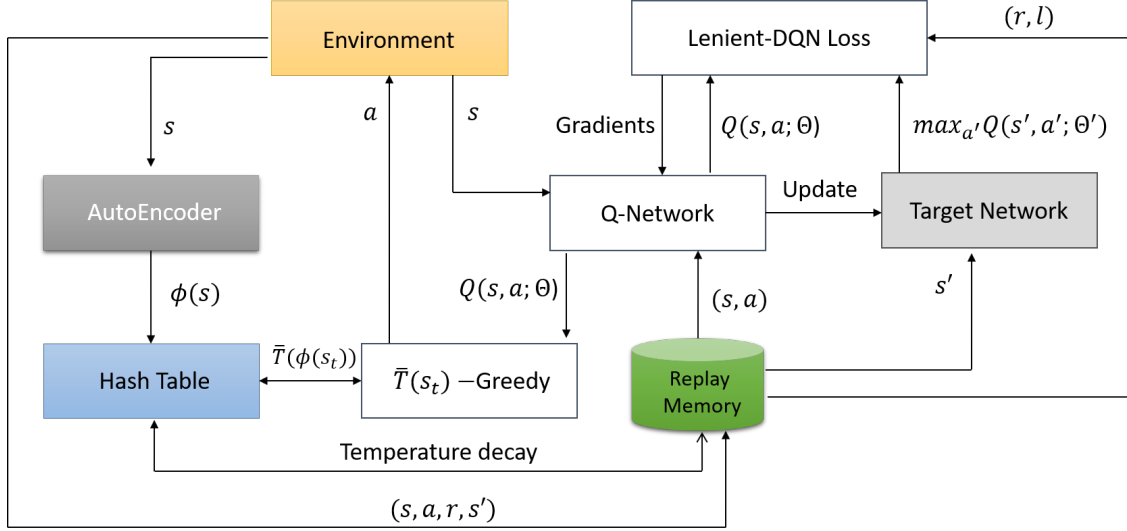 Environment
Lenient-DQN Loss
(r, l)
s
a
s
Gradients
Q(s, a; Θ)
max_{a′}Q(s′, a′; Θ′)
AutoEncoder
Q-Network
Update
Target Network
ϕ(s)
Q(s, a; Θ)
(s, a)
s′
Hash Table
T̄(ϕ(s_t))
T̄(s_t) −Greedy
Replay
Memory
Temperature decay
(s, a, r, s′)